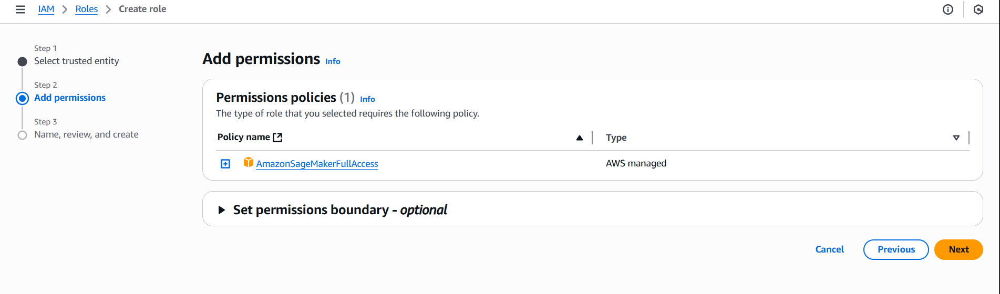 IAM > Roles > Create role
Step 1
Select trusted entity
Step 2
Add permissions
Step 3
Name, review, and create
Add permissions Info
Permissions policies (1) Info
The type of role that you selected requires the following policy.
Policy name Type
AmazonSageMakerFullAccess AWS managed
Set permissions boundary - optional
Cancel Previous Next